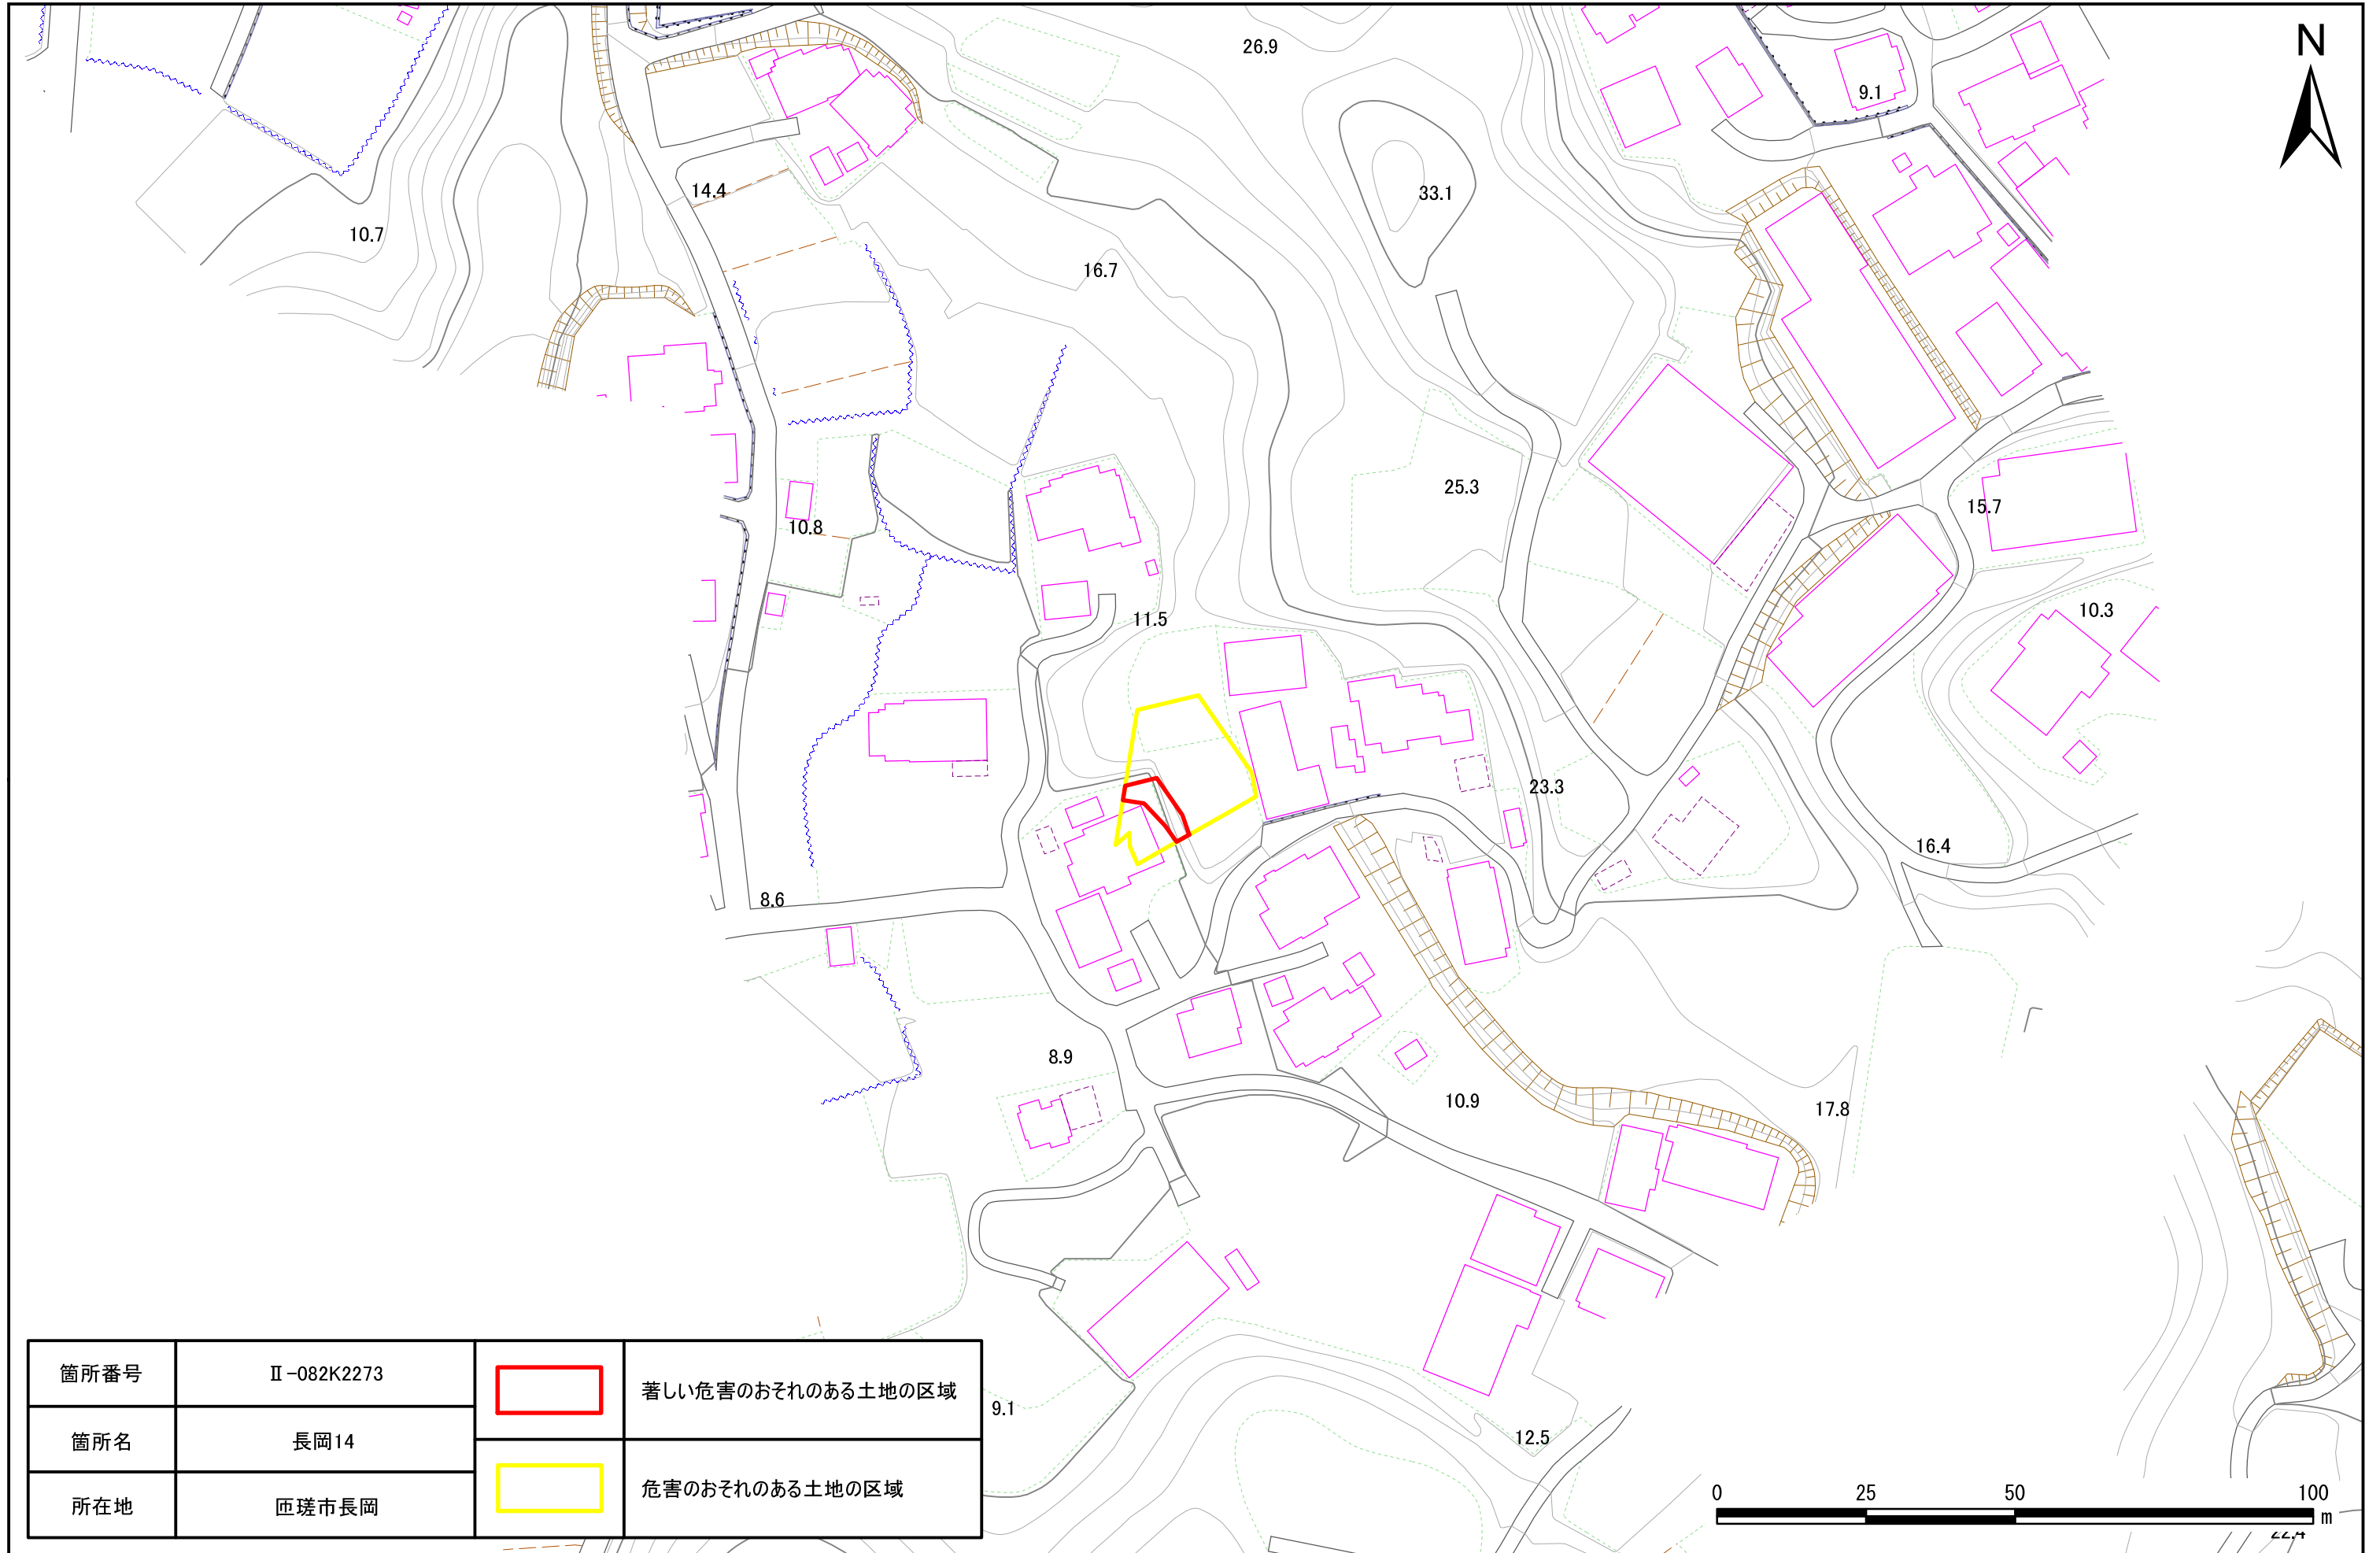 26.9
N
9.1
14.4
33.1
10.7
16.7
25.3
15.7
10.8
11.5
10.3
23.3
16.4
8.6
8.9
10.9
17.8
9.1
12.5
箇所番号 Ⅱ-082K2273
著しい危害のおそれのある土地の区域
箇所名 長岡14
危害のおそれのある土地の区域
所在地 匝瑳市長岡
0 25 50 100
m
22.4